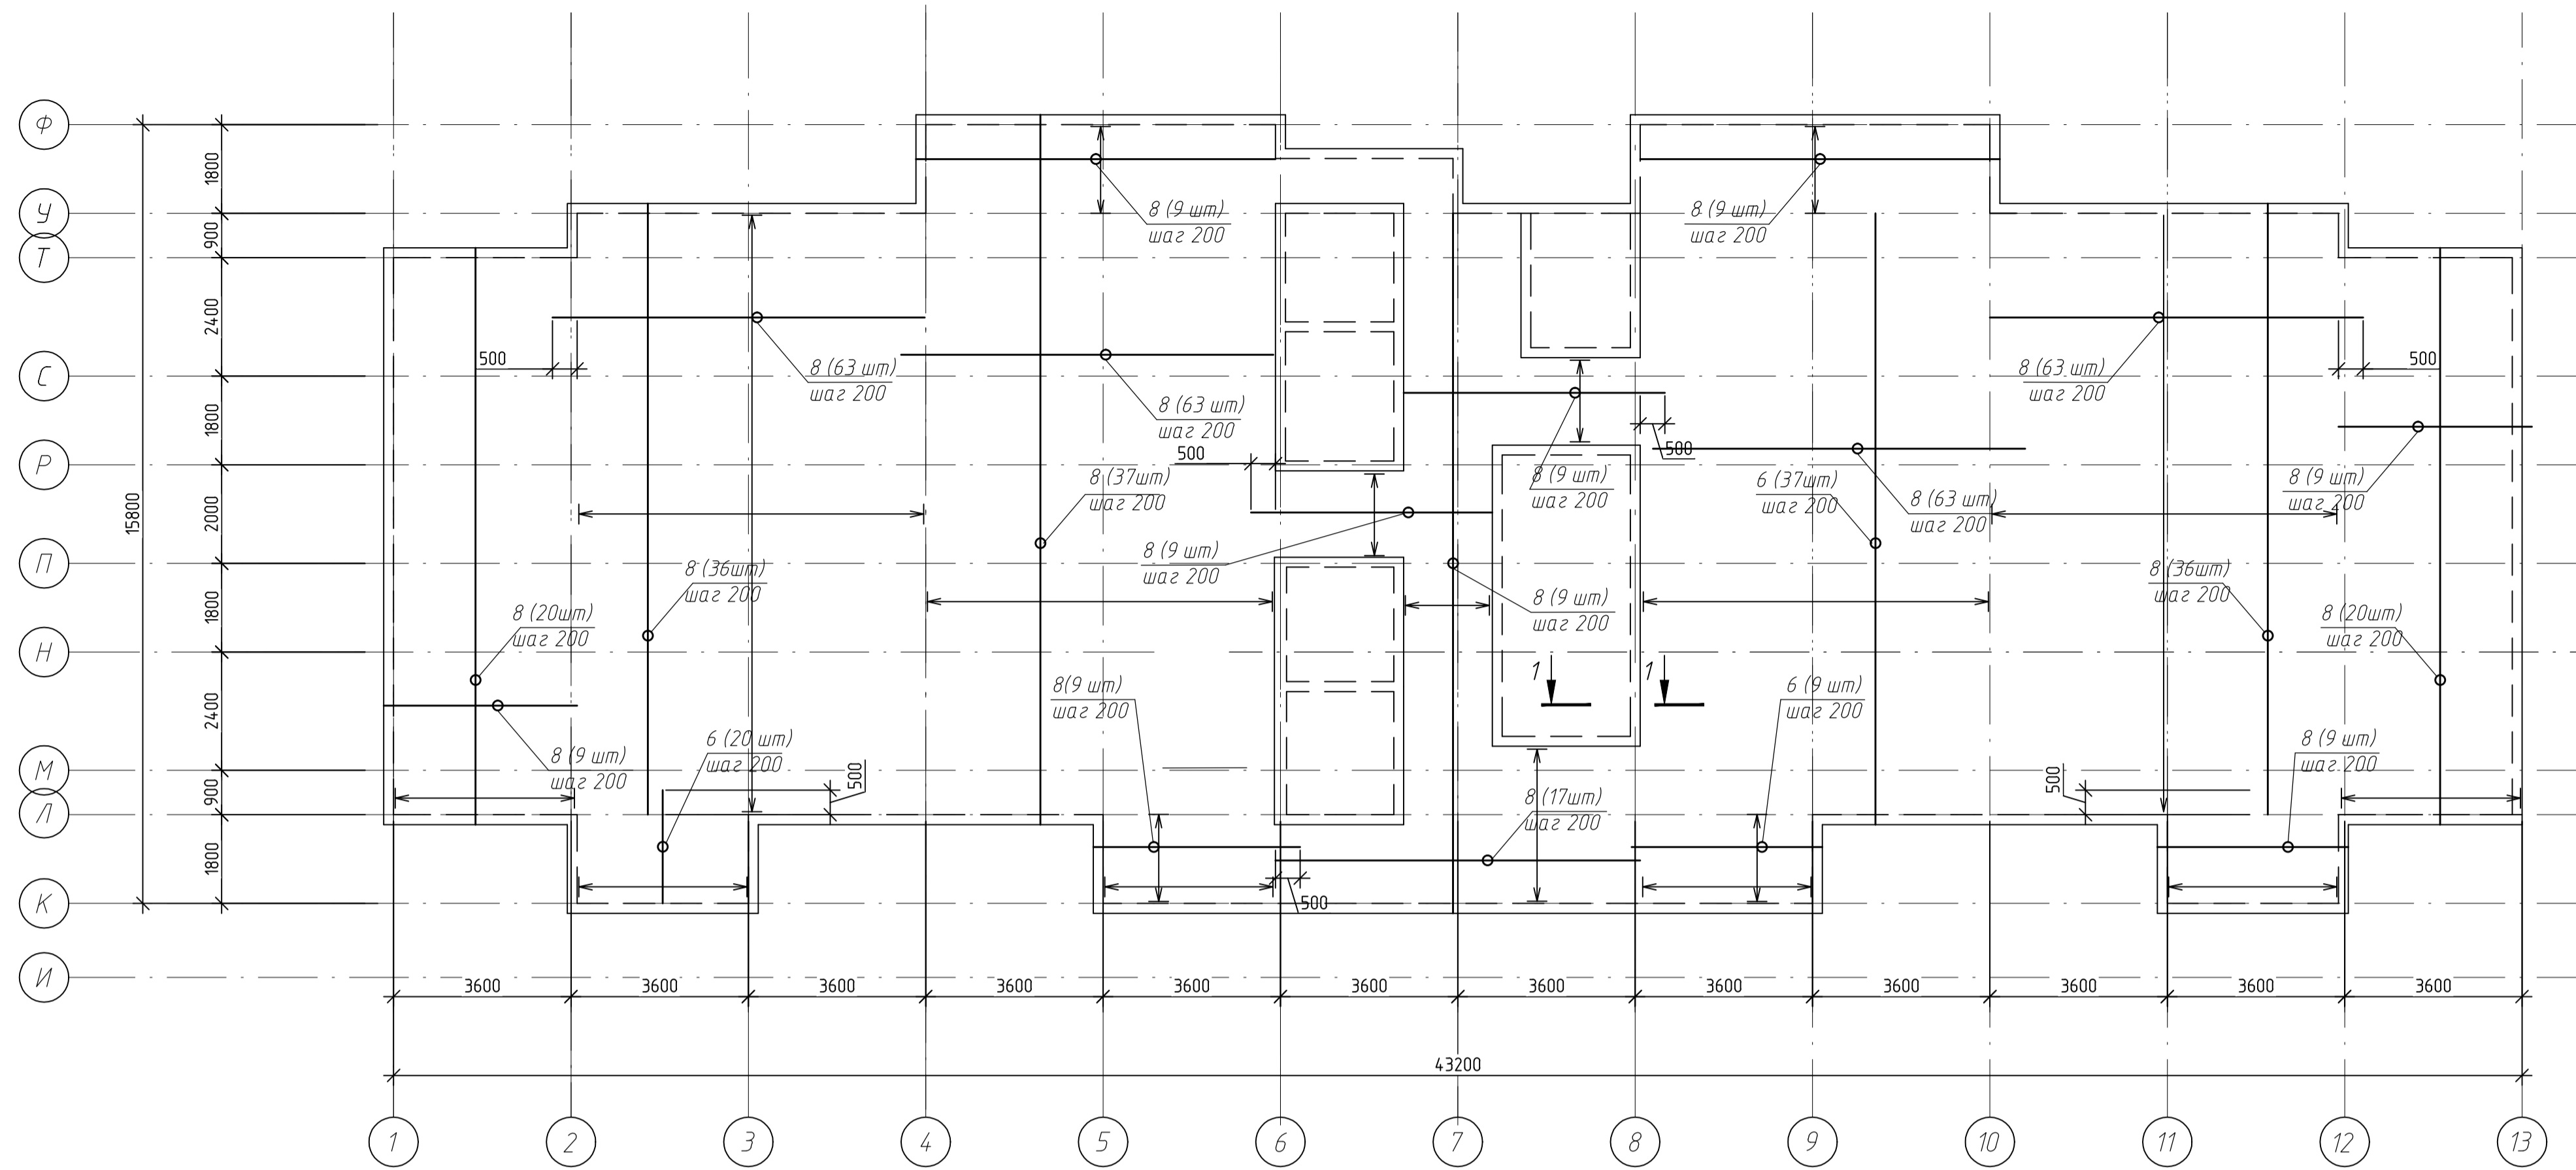 Ф
У
Т
С
Р
П
Н
М
Л
К
И
15800
1800
900
2400
1800
2000
1800
2400
900
1800
8 (9 шт)
шаг 200
8 (9 шт)
шаг 200
500
8 (63 шт)
шаг 200
8 (63 шт)
шаг 200
8 (63 шт)
шаг 200
500
500
8 (37шт)
шаг 200
8 (9 шт)
шаг 200
500
6 (37шт)
шаг 200
8 (63 шт)
шаг 200
8 (9 шт)
шаг 200
8 (9 шт)
шаг 200
8 (36шт)
шаг 200
8 (20шт)
шаг 200
8 (9 шт)
шаг 200
8 (36шт)
шаг 200
8 (20шт)
шаг 200
1
1
8(9 шт)
шаг 200
6 (9 шт)
шаг 200
8 (9 шт)
шаг 200
6 (20 шт)
шаг 200
500
8 (17шт)
шаг 200
500
8 (9 шт)
шаг 200
500
3600
3600
3600
3600
3600
3600
3600
3600
3600
3600
3600
3600
43200
1
2
3
4
5
6
7
8
9
10
11
12
13